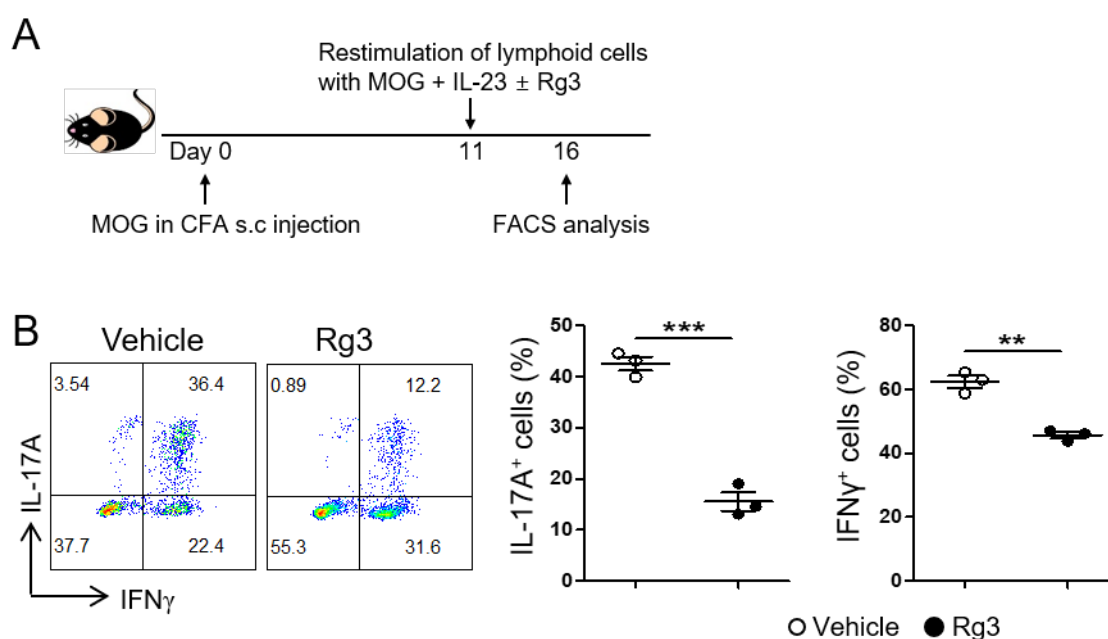 A
Restimulation of lymphoid cells
with MOG + IL-23 ± Rg3
Day 0
11
16
MOG in CFA s.c injection
FACS analysis
B
Vehicle
Rg3
3.54
36.4
37.7
22.4
0.89
12.2
55.3
31.6
IL-17A
IFNγ
IL-17A⁺ cells (%)
50
40
30
20
10
0
***
IFNγ⁺ cells (%)
80
60
40
20
0
**
Vehicle
Rg3